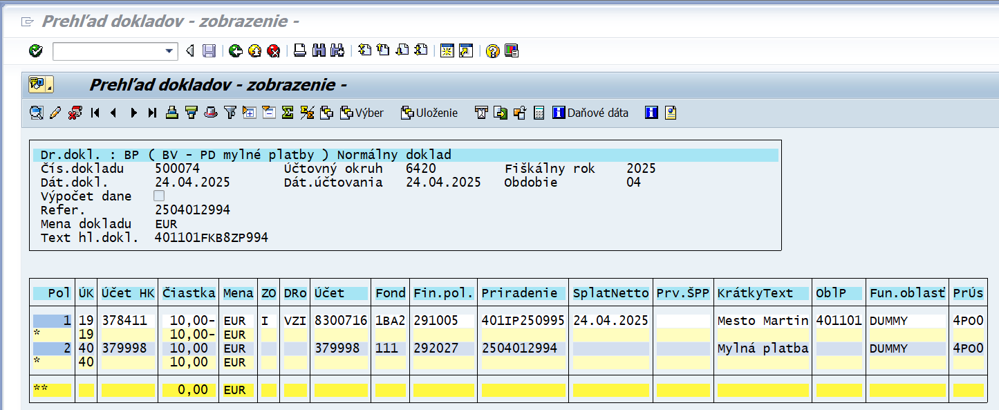 Prehľad dokladov - zobrazenie -
Prehľad dokladov - zobrazenie -
Výber Uloženie Daňové dáta
Dr.dokl. : BP ( BV - PD mylné platby ) Normálny doklad
Čís.dokladu 500074 Účtovný okruh 6420 Fiškálny rok 2025
Dát.dokl. 24.04.2025 Dát.účtovania 24.04.2025 Obdobie 04
Výpočet dane
Refer. 2504012994
Mena dokladu EUR
Text hl.dokl. 401101FKB8ZP994
Pol ÚK Účet HK Čiastka Mena ZO DRo Účet Fond Fin.pol. Priradenie SplatNetto Prv.ŠPP KrátkyText OblP Fun.oblasť PrÚs
1 19 378411 10,00- EUR I VZI 8300716 1BA2 291005 401IP250995 24.04.2025 Mesto Martin 401101 DUMMY 4PO0
* 19 10,00- EUR
2 40 379998 10,00 EUR 379998 111 292027 2504012994 Mylná platba DUMMY 4PO0
* 40 10,00 EUR
** 0,00 EUR